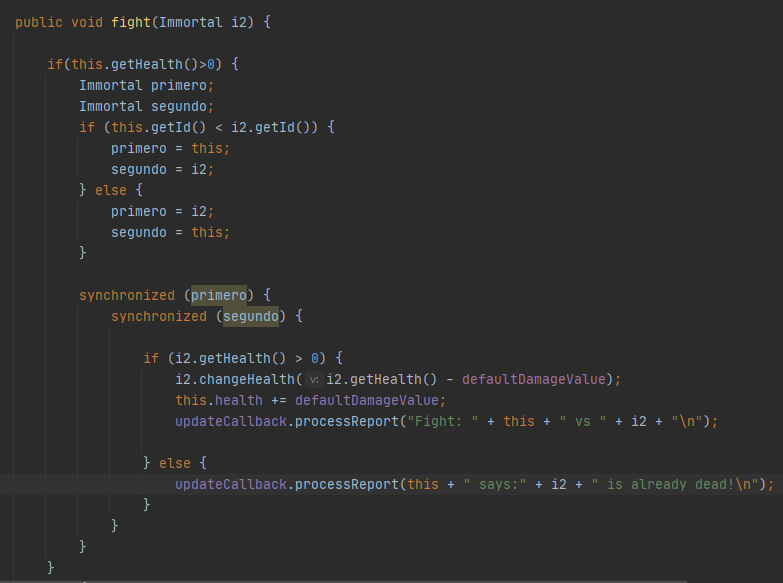 public void fight(Immortal i2) {
if(this.getHealth()>0) {
Immortal primero;
Immortal segundo;
if (this.getId() < i2.getId()) {
primero = this;
segundo = i2;
} else {
primero = i2;
segundo = this;
}
synchronized (primero) {
synchronized (segundo) {
if (i2.getHealth() > 0) {
i2.changeHealth( v: i2.getHealth() - defaultDamageValue);
this.health += defaultDamageValue;
updateCallback.processReport("Fight: " + this + " vs " + i2 + "\n");
} else {
updateCallback.processReport(this + " says:" + i2 + " is already dead!\n");
}
}
}
}